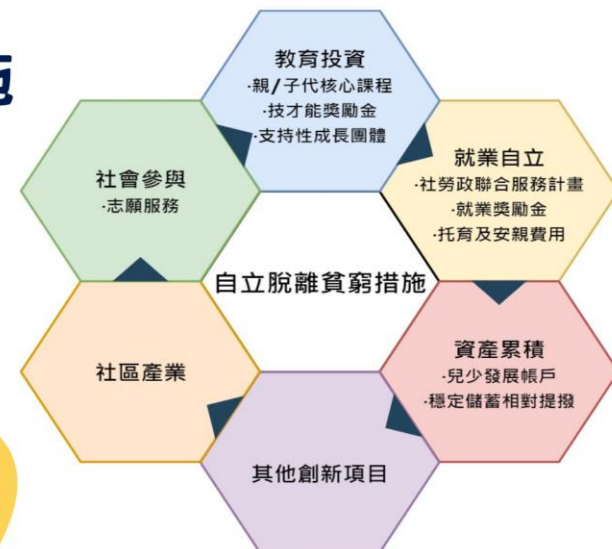 施
教育投資
·親/子代核心課程
·技才能獎勵金
·支持性成長團體
就業自立
·社勞政聯合服務計畫
·就業獎勵金
·托育及安親費用
資產累積
·兒少發展帳戶
·穩定儲蓄相對提撥
其他創新項目
社區產業
社會參與
·志願服務
自立脫離貧窮措施